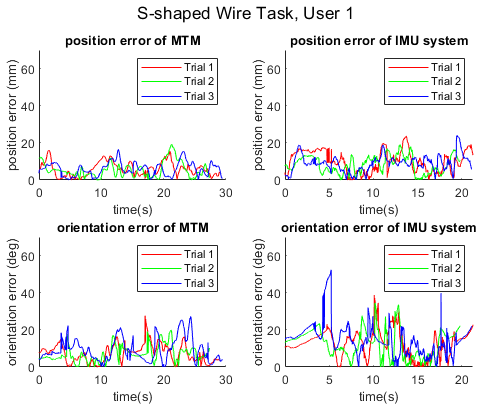 S-shaped Wire Task, User 1
position error of MTM
position error (mm)
60
40
20
0
Trial 1
Trial 2
Trial 3
0 10 20 30
time(s)
position error of IMU system
position error (mm)
60
40
20
0
Trial 1
Trial 2
Trial 3
0 5 10 15 20
time(s)
orientation error of MTM
orientation error (deg)
60
40
20
0
Trial 1
Trial 2
Trial 3
0 10 20 30
time(s)
orientation error of IMU system
orientation error (deg)
60
40
20
0
Trial 1
Trial 2
Trial 3
0 5 10 15 20
time(s)